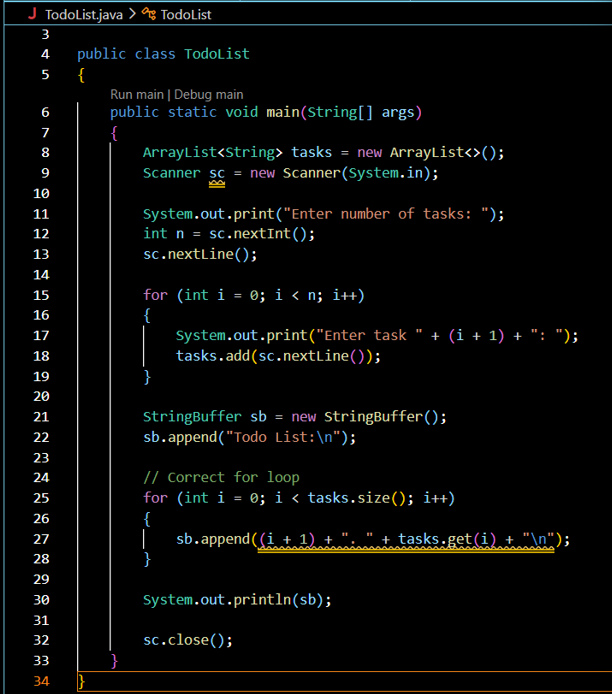 TodoList.java > TodoList
3
4 public class TodoList
5 {
Run main | Debug main
6     public static void main(String[] args)
7     {
8         ArrayList<String> tasks = new ArrayList<>();
9         Scanner sc = new Scanner(System.in);
10
11         System.out.print("Enter number of tasks: ");
12         int n = sc.nextInt();
13         sc.nextLine();
14
15         for (int i = 0; i < n; i++)
16         {
17             System.out.print("Enter task " + (i + 1) + ": ");
18             tasks.add(sc.nextLine());
19         }
20
21         StringBuffer sb = new StringBuffer();
22         sb.append("Todo List:\n");
23
24         // Correct for loop
25         for (int i = 0; i < tasks.size(); i++)
26         {
27             sb.append((i + 1) + ". " + tasks.get(i) + "\n");
28         }
29
30         System.out.println(sb);
31
32         sc.close();
33     }
34 }